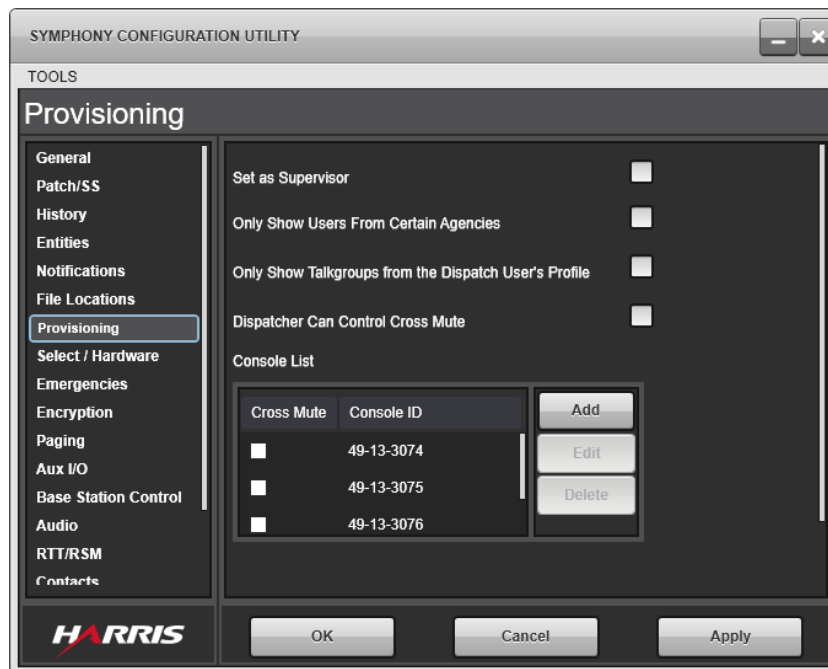 SYMPHONY CONFIGURATION UTILITY
TOOLS
Provisioning
General
Patch/SS
History
Entities
Notifications
File Locations
Provisioning
Select / Hardware
Emergencies
Encryption
Paging
Aux I/O
Base Station Control
Audio
RTT/RSM
Contacts
Set as Supervisor
Only Show Users From Certain Agencies
Only Show Talkgroups from the Dispatch User's Profile
Dispatcher Can Control Cross Mute
Console List
Cross Mute Console ID
49-13-3074
49-13-3075
49-13-3076
Add
Edit
Delete
HARRIS
OK Cancel Apply